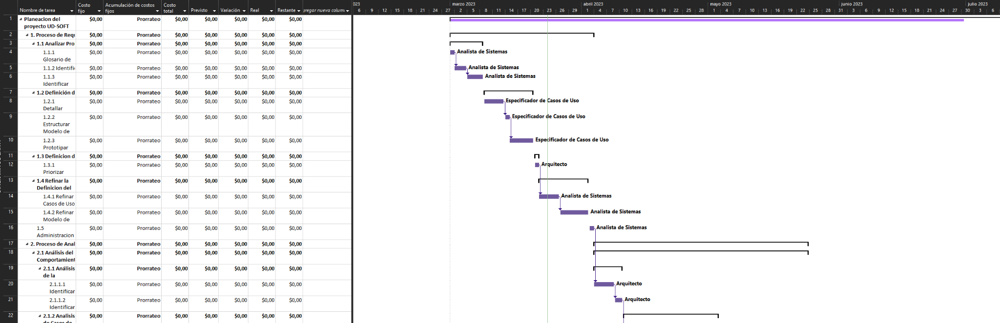 023 marzo 2023 abril 2023 mayo 2023 junio 2023 julio 2023
Nombre de tarea Costo fijo Acumulación de costos fijos Costo total Previsto Variación Real Restante gregar nueva colum
6 9 12 15 18 21 24 27 2 5 8 11 14 17 20 23 26 29 1 4 7 10 13 16 19 22 25 28 1 4 7 10 13 16 19 22 25 28 31 3 6 9 12 15 18 21 24 27 30 3 6
1 Planeacion del proyecto UD-SOFT $0,00 Prorrateo $0,00 $0,00 $0,00 $0,00 $0,00
2 1. Proceso de Requ $0,00 Prorrateo $0,00 $0,00 $0,00 $0,00 $0,00
3 1.1 Analizar Pro $0,00 Prorrateo $0,00 $0,00 $0,00 $0,00 $0,00
4 1.1.1 Glosario de $0,00 Prorrateo $0,00 $0,00 $0,00 $0,00 $0,00 Analista de Sistemas
5 1.1.2 Identifi $0,00 Prorrateo $0,00 $0,00 $0,00 $0,00 $0,00 Analista de Sistemas
6 1.1.3 Identificar $0,00 Prorrateo $0,00 $0,00 $0,00 $0,00 $0,00 Analista de Sistemas
7 1.2 Definición d $0,00 Prorrateo $0,00 $0,00 $0,00 $0,00 $0,00
8 1.2.1 Detallar $0,00 Prorrateo $0,00 $0,00 $0,00 $0,00 $0,00 Especificador de Casos de Uso
9 1.2.2 Estructurar Modelo de $0,00 Prorrateo $0,00 $0,00 $0,00 $0,00 $0,00 Especificador de Casos de Uso
10 1.2.3 Prototipar $0,00 Prorrateo $0,00 $0,00 $0,00 $0,00 $0,00 Especificador de Casos de Uso
11 1.3 Definicion d $0,00 Prorrateo $0,00 $0,00 $0,00 $0,00 $0,00
12 1.3.1 Priorizar $0,00 Prorrateo $0,00 $0,00 $0,00 $0,00 $0,00 Arquitecto
13 1.4 Refinar la Definicion del $0,00 Prorrateo $0,00 $0,00 $0,00 $0,00 $0,00
14 1.4.1 Refinar Casos de Uso $0,00 Prorrateo $0,00 $0,00 $0,00 $0,00 $0,00 Analista de Sistemas
15 1.4.2 Refinar Modelo de $0,00 Prorrateo $0,00 $0,00 $0,00 $0,00 $0,00 Analista de Sistemas
16 1.5 Administracion $0,00 Prorrateo $0,00 $0,00 $0,00 $0,00 $0,00 Analista de Sistemas
17 2. Proceso de Anal $0,00 Prorrateo $0,00 $0,00 $0,00 $0,00 $0,00
18 2.1 Análisis del Comportamient $0,00 Prorrateo $0,00 $0,00 $0,00 $0,00 $0,00
19 2.1.1 Análisis de la $0,00 Prorrateo $0,00 $0,00 $0,00 $0,00 $0,00
20 2.1.1.1 Identificar $0,00 Prorrateo $0,00 $0,00 $0,00 $0,00 $0,00 Arquitecto
21 2.1.1.2 Identificar $0,00 Prorrateo $0,00 $0,00 $0,00 $0,00 $0,00 Arquitecto
22 2.1.2 Analisis de Casos de $0,00 Prorrateo $0,00 $0,00 $0,00 $0,00 $0,00